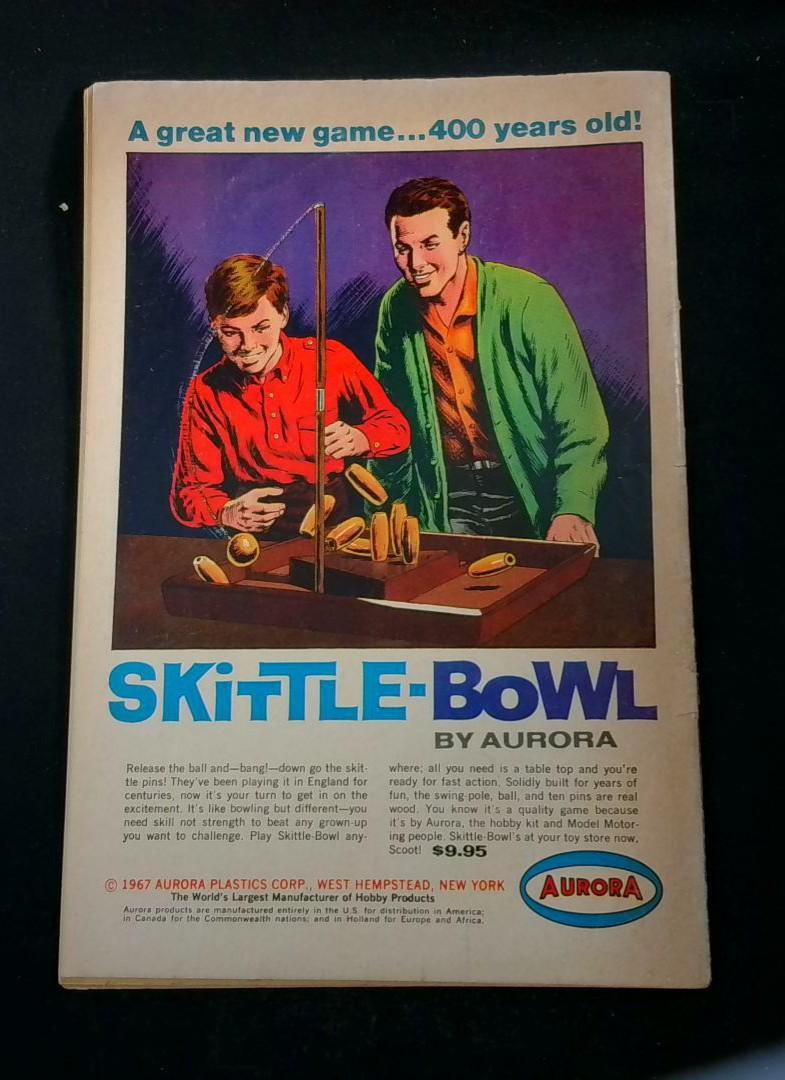 A great new game...400 years old!
SKiTTLE-BoWL
BY AURORA
Release the ball and—bang!—down go the skit-
tle pins! They've been playing it in England for
centuries, now it's your turn to get in on the
excitement. It's like bowling but different—you
need skill not strength to beat any grown-up
you want to challenge. Play Skittle-Bowl any-
where; all you need is a table top and you're
ready for fast action. Solidly built for years of
fun, the swing-pole, ball, and ten pins are real
wood. You know it's a quality game because
it's by Aurora, the hobby kit and Model Motor-
ing people. Skittle-Bowl's at your toy store now.
Scoot! $9.95
© 1967 AURORA PLASTICS CORP., WEST HEMPSTEAD, NEW YORK
The World's Largest Manufacturer of Hobby Products
Aurora products are manufactured entirely in the U.S. for distribution in America;
in Canada for the Commonwealth nations; and in Holland for Europe and Africa.
AURORA